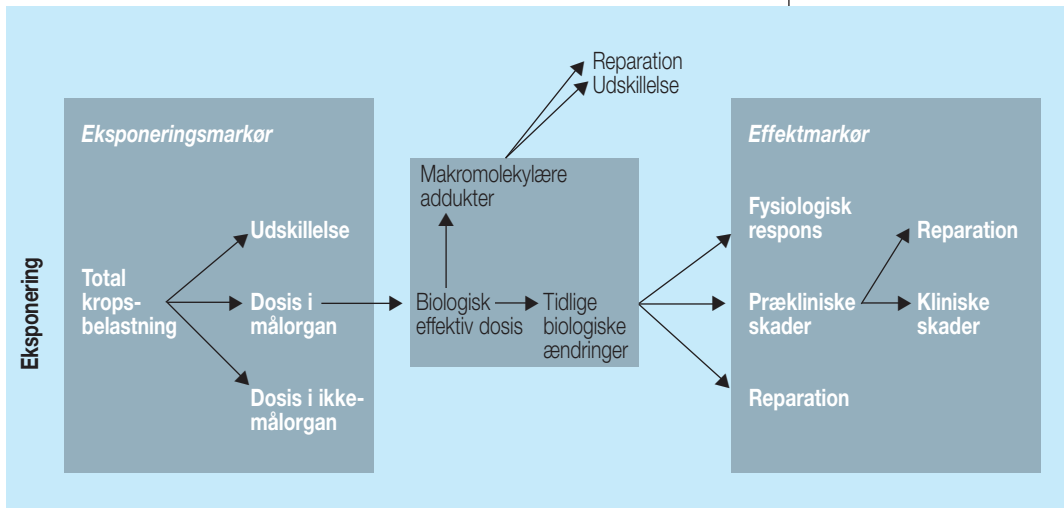 Reparation
Udskillelse
Eksponeringsmarkør
Effektmarkør
Makromolekylære
addukter
Fysiologisk
respons
Udskillelse
Reparation
Eksponering
Total
krops-
belastning
Dosis i
målorgan
Biologisk
effektiv dosis
Tidlige
biologiske
ændringer
Prækliniske
skader
Kliniske
skader
Dosis i ikke-
målorgan
Reparation